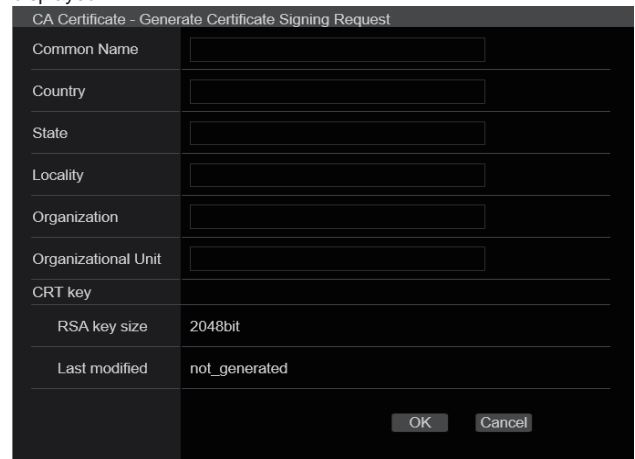 CA Certificate - Generate Certificate Signing Request
Common Name
Country
State
Locality
Organization
Organizational Unit
CRT key
RSA key size 2048bit
Last modified not_generated
OK Cancel